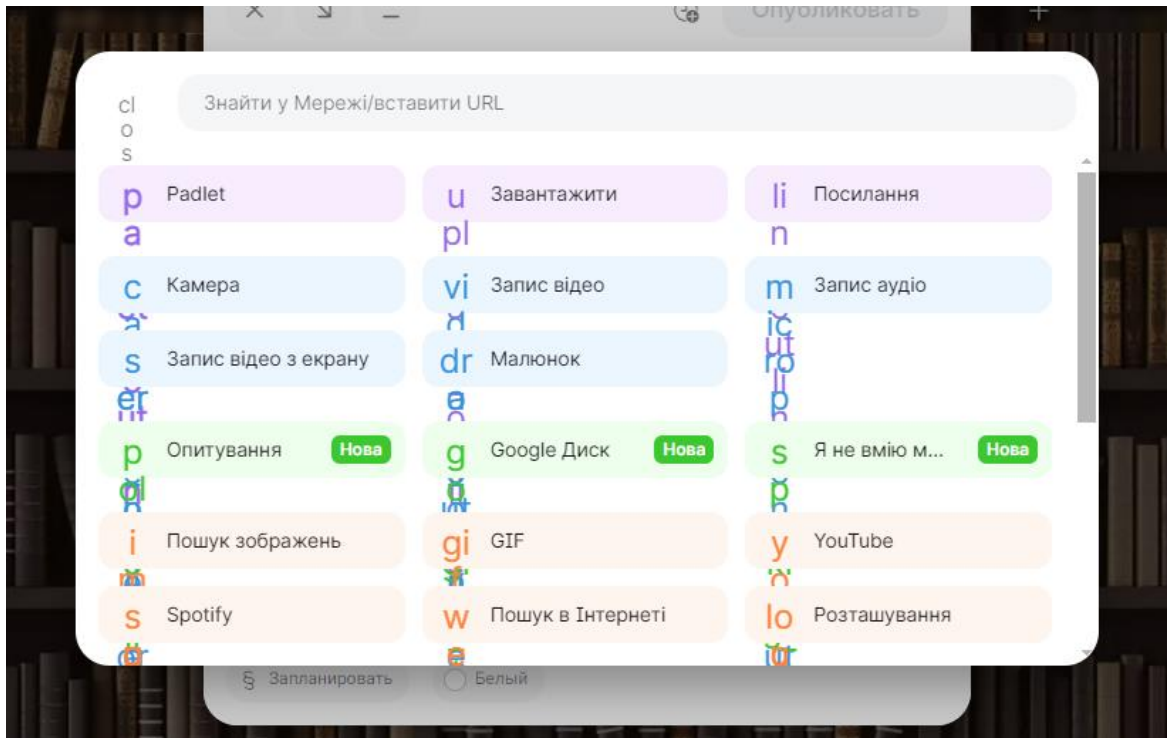 Опубликовать
Знайти у Мережі/вставити URL
cl
o
s
Padlet
Завантажити
Посилання
Камера
Запис відео
Запис аудіо
Запис відео з екрану
Малюнок
Опитування Нова
Google Диск Нова
Я не вмію м... Нова
Пошук зображень
GIF
YouTube
Spotify
Пошук в Інтернеті
Розташування
§ Запланировать
Белый